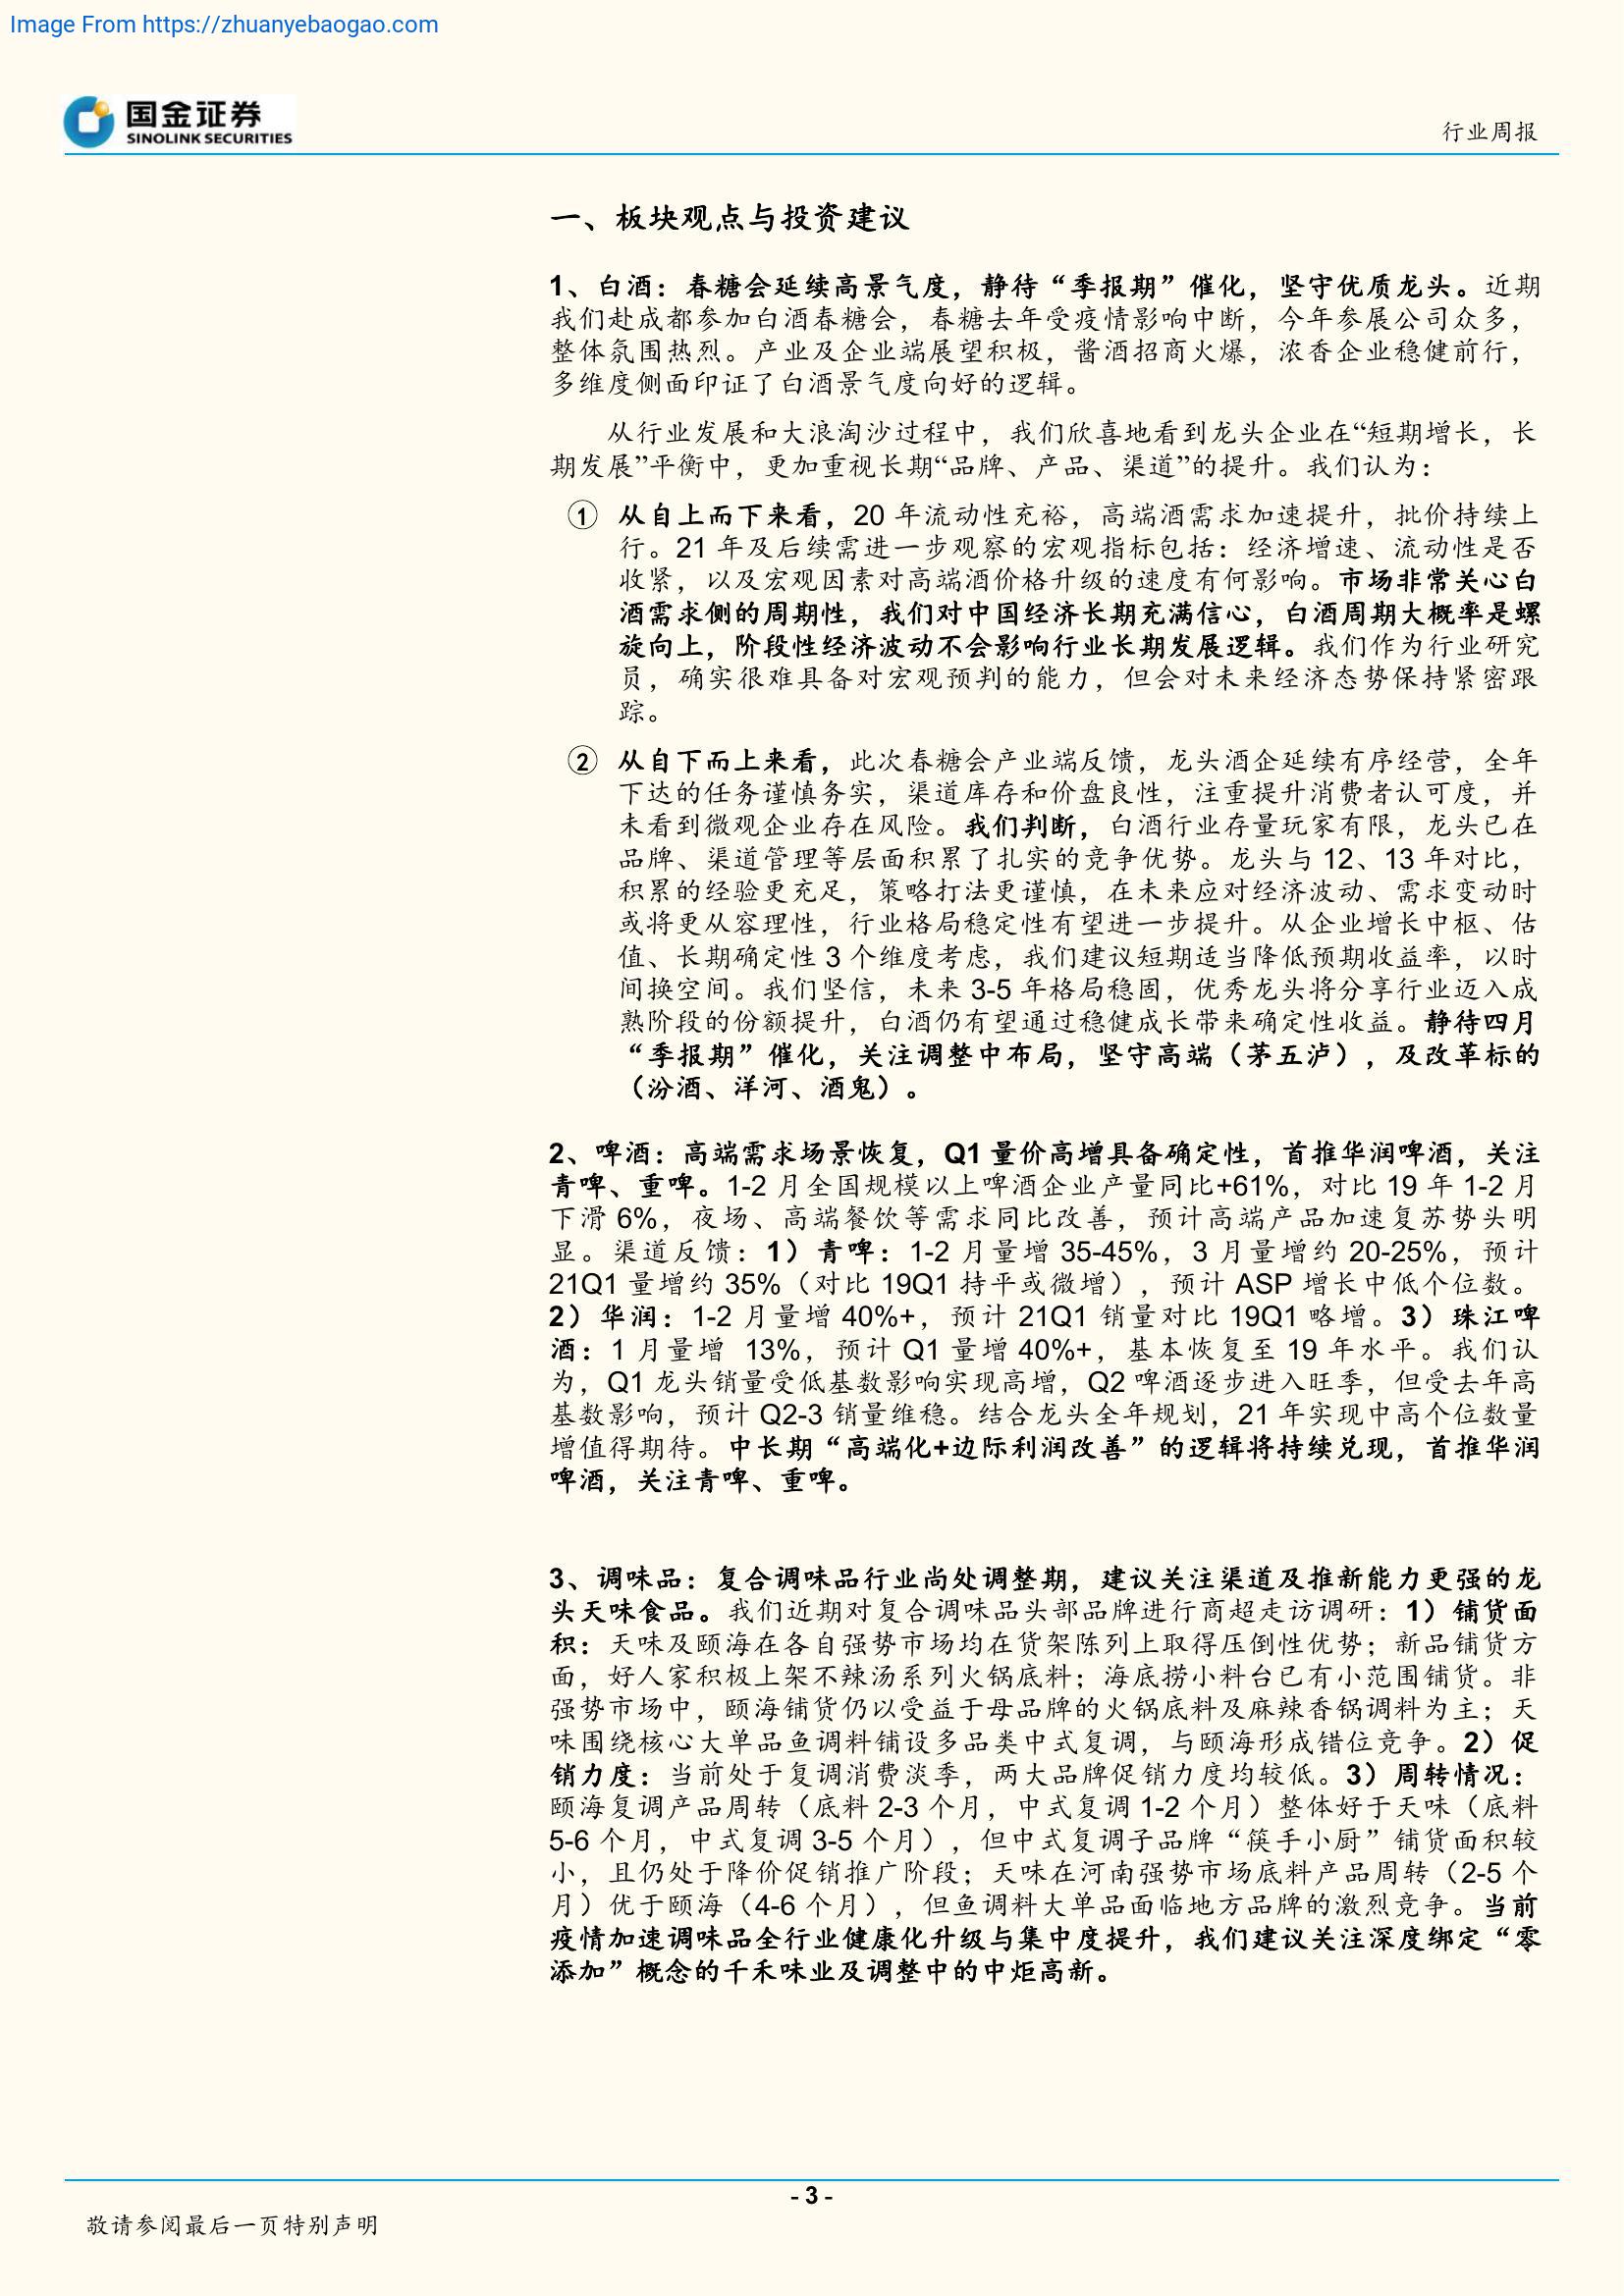 Image From https://zhuanyebaogao.com
国金证券
SINOLINK SECURITIES
行业周报
一、板块观点与投资建议
1、白酒：春糖会延续高景气度，静待“季报期”催化，坚守优质龙头。近期
我们赴成都参加白酒春糖会，春糖去年受疫情影响中断，今年参展公司众多，
整体氛围热烈。产业及企业端展望积极，酱酒招商火爆，浓香企业稳健前行，
多维度侧面印证了白酒景气度向好的逻辑。
从行业发展和大浪淘沙过程中，我们欣喜地看到龙头企业在“短期增长，长
期发展”平衡中，更加重视长期“品牌、产品、渠道”的提升。我们认为：
① 从自上而下来看，20 年流动性充裕，高端酒需求加速提升，批价持续上
行。21 年及后续需进一步观察的宏观指标包括：经济增速、流动性是否
收紧，以及宏观因素对高端酒价格升级的速度有何影响。市场非常关心白
酒需求侧的周期性，我们对中国经济长期充满信心，白酒周期大概率是螺
旋向上，阶段性经济波动不会影响行业长期发展逻辑。我们作为行业研究
员，确实很难具备对宏观预判的能力，但会对未来经济态势保持紧密跟
踪。
② 从自下而上来看，此次春糖会产业端反馈，龙头酒企延续有序经营，全年
下达的任务谨慎务实，渠道库存和价盘良性，注重提升消费者认可度，并
未看到微观企业存在风险。我们判断，白酒行业存量玩家有限，龙头已在
品牌、渠道管理等层面积累了扎实的竞争优势。龙头与 12、13 年对比，
积累的经验更充足，策略打法更谨慎，在未来应对经济波动、需求变动时
或将更从容理性，行业格局稳定性有望进一步提升。从企业增长中枢、估
值、长期确定性 3 个维度考虑，我们建议短期适当降低预期收益率，以时
间换空间。我们坚信，未来 3-5 年格局稳固，优秀龙头将分享行业迈入成
熟阶段的份额提升，白酒仍有望通过稳健成长带来确定性收益。静待四月
“季报期”催化，关注调整中布局，坚守高端（茅五泸），及改革标的
（汾酒、洋河、酒鬼）。
2、啤酒：高端需求场景恢复，Q1 量价高增具备确定性，首推华润啤酒，关注
青啤、重啤。1-2 月全国规模以上啤酒企业产量同比+61%，对比 19 年 1-2 月
下滑 6%，夜场、高端餐饮等需求同比改善，预计高端产品加速复苏势头明
显。渠道反馈：1）青啤：1-2 月量增 35-45%，3 月量增约 20-25%，预计
21Q1 量增约 35%（对比 19Q1 持平或微增），预计 ASP 增长中低个位数。
2）华润：1-2 月量增 40%+，预计 21Q1 销量对比 19Q1 略增。3）珠江啤
酒：1 月量增 13%，预计 Q1 量增 40%+，基本恢复至 19 年水平。我们认
为，Q1 龙头销量受低基数影响实现高增，Q2 啤酒逐步进入旺季，但受去年高
基数影响，预计 Q2-3 销量维稳。结合龙头全年规划，21 年实现中高个位数量
增值得期待。中长期“高端化+边际利润改善”的逻辑将持续兑现，首推华润
啤酒，关注青啤、重啤。
3、调味品：复合调味品行业尚处调整期，建议关注渠道及推新能力更强的龙
头天味食品。我们近期对复合调味品头部品牌进行商超走访调研：1）铺货面
积：天味及颐海在各自强势市场均在货架陈列上取得压倒性优势；新品铺货方
面，好人家积极上架不辣汤系列火锅底料；海底捞小料台已有小范围铺货。非
强势市场中，颐海铺货仍以受益于母品牌的火锅底料及麻辣香锅调料为主；天
味围绕核心大单品鱼调料铺设多品类中式复调，与颐海形成错位竞争。2）促
销力度：当前处于复调消费淡季，两大品牌促销力度均较低。3）周转情况：
颐海复调产品周转（底料 2-3 个月，中式复调 1-2 个月）整体好于天味（底料
5-6 个月，中式复调 3-5 个月），但中式复调子品牌“筷手小厨”铺货面积较
小，且仍处于降价促销推广阶段；天味在河南强势市场底料产品周转（2-5 个
月）优于颐海（4-6 个月），但鱼调料大单品面临地方品牌的激烈竞争。当前
疫情加速调味品全行业健康化升级与集中度提升，我们建议关注深度绑定“零
添加”概念的千禾味业及调整中的中炬高新。
- 3 -
敬请参阅最后一页特别声明